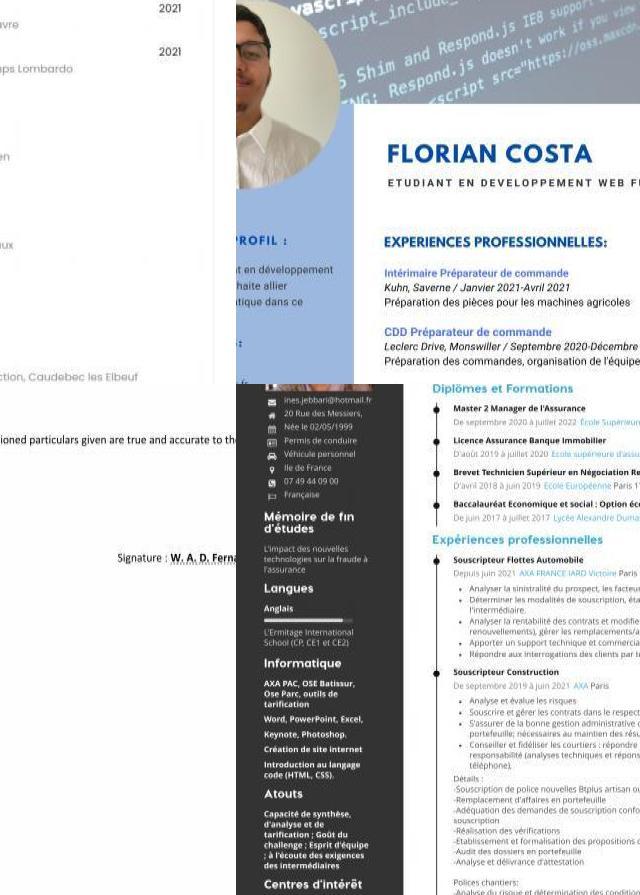 2021
vre
2021
ps Lombardo
en
ux
ction, Caudebec les Elbeuf
script_include
5 Shim and Respond.js IE8 support
NG: Respond.js doesn't work if you view
<script src="https://oss.maxcd
FLORIAN COSTA
ETUDIANT EN DEVELOPPEMENT WEB FU
ROFIL :
t en développement
haite allier
tique dans ce
:
EXPERIENCES PROFESSIONNELLES:
Intérimaire Préparateur de commande
Kuhn, Saverne / Janvier 2021-Avril 2021
Préparation des pièces pour les machines agricoles
CDD Préparateur de commande
Leclerc Drive, Monswiller / Septembre 2020-Décembre
Préparation des commandes, organisation de l'équipe
ioned particulars given are true and accurate to the
Signature : W. A. D. Ferna
ines.jebbari@hotmail.fr
20 Rue des Messiers,
Née le 02/05/1999
Permis de conduire
Véhicule personnel
Ile de France
07 49 44 09 00
Française
Mémoire de fin
d'études
L'impact des nouvelles
technologies sur la fraude à
l'assurance
Langues
Anglais
L'Ermitage International
School (CP, CE1 et CE2)
Informatique
AXA PAC, OSE Batissur,
Ose Parc, outils de
tarification
Word, PowerPoint, Excel,
Keynote, Photoshop.
Création de site internet
Introduction au langage
code (HTML, CSS).
Atouts
Capacité de synthèse,
d'analyse et de
tarification ; Goût du
challenge ; Esprit d'équipe
; à l'écoute des exigences
des intermédiaires
Centres d'intérêt
Diplômes et Formations
Master 2 Manager de l'Assurance
De septembre 2020 à juillet 2022 École Supérieur
Licence Assurance Banque Immobilier
D'août 2019 à juillet 2020 Ecole supérieure d'assu
Brevet Technicien Supérieur en Négociation Re
D'avril 2018 à juin 2019 Ecole Européenne Paris 1
Baccalauréat Economique et social : Option éco
De juin 2017 à juillet 2017 Lycée Alexandre Dumas
Expériences professionnelles
Souscripteur Flottes Automobile
Depuis juin 2021 AXA FRANCE IARD Victoire Paris
• Analyser la sinistralité du prospect, les facteu
• Déterminer les modalités de souscription, éta
l'intermédiaire.
• Analyser la rentabilité des contrats et modifie
renouvellements), gérer les remplacements/a
• Apporter un support technique et commercia
• Répondre aux interrogations des clients par t
Souscripteur Construction
De septembre 2019 à juin 2021 AXA Paris
• Analyse et évalue les risques
• Souscrire et gérer les contrats dans le respect
• S'assurer de la bonne gestion administrative d
portefeuille; nécessaires au maintien des résu
• Conseiller et fidéliser les courtiers : répondre
responsabilité (analyses techniques et répons
téléphone),
Détails :
-Souscription de police nouvelles Btplus artisan ou
-Remplacement d'affaires en portefeuille
-Adéquation des demandes de souscription confo
souscription
-Réalisation des vérifications
-Etablissement et formalisation des propositions d
-Audit des dossiers en portefeuille
-Analyse et délivrance d'attestation
Polices chantiers:
-Analyse du risque et détermination des condition